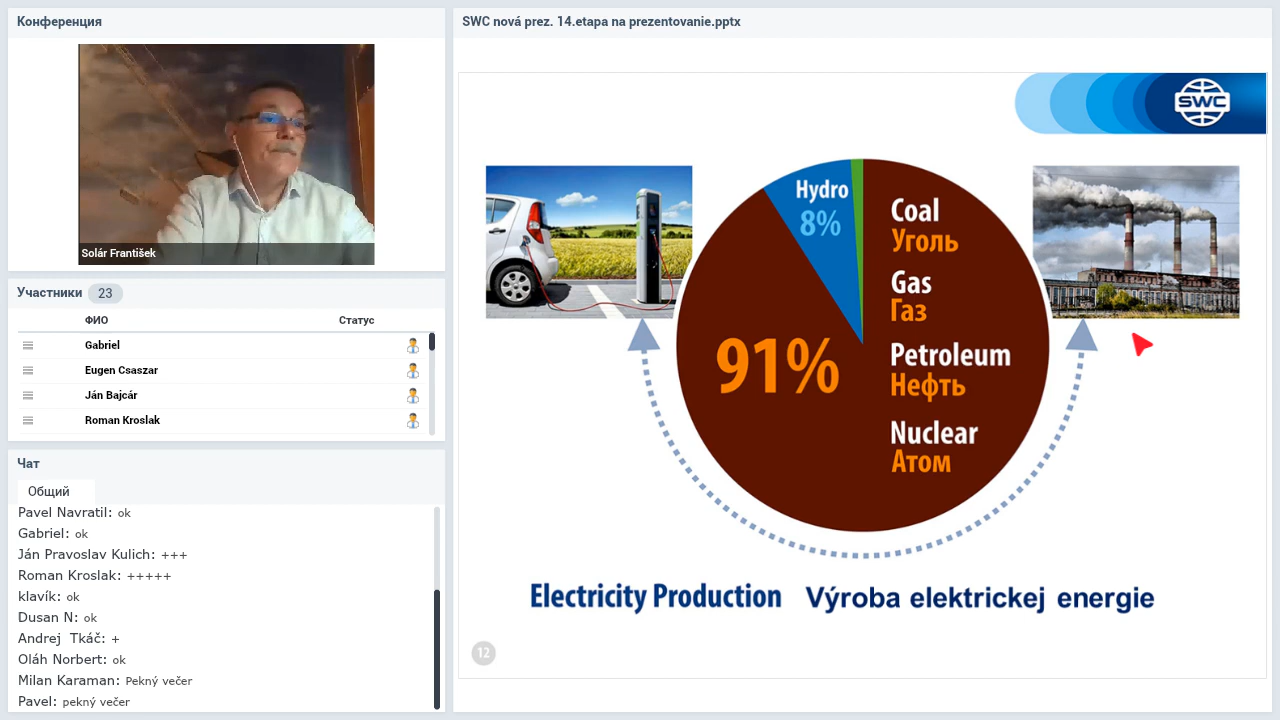 Конференция
Solár František
Участники 23
ФИО Статус
Gabriel
Eugen Csaszar
Ján Bajcár
Roman Kroslak
Чат
Общий
Pavel Navratil: ok
Gabriel: ok
Ján Pravoslav Kulich: +++
Roman Kroslak: +++++
klavík: ok
Dusan N: ok
Andrej Tkáč: +
Oláh Norbert: ok
Milan Karaman: Pekný večer
Pavel: pekný večer
SWC nová prez. 14.etapa na prezentovanie.pptx
SWC
Hydro
8%
91%
Coal
Уголь
Gas
Газ
Petroleum
Нефть
Nuclear
Атом
Electricity Production Výroba elektrickej energie
12